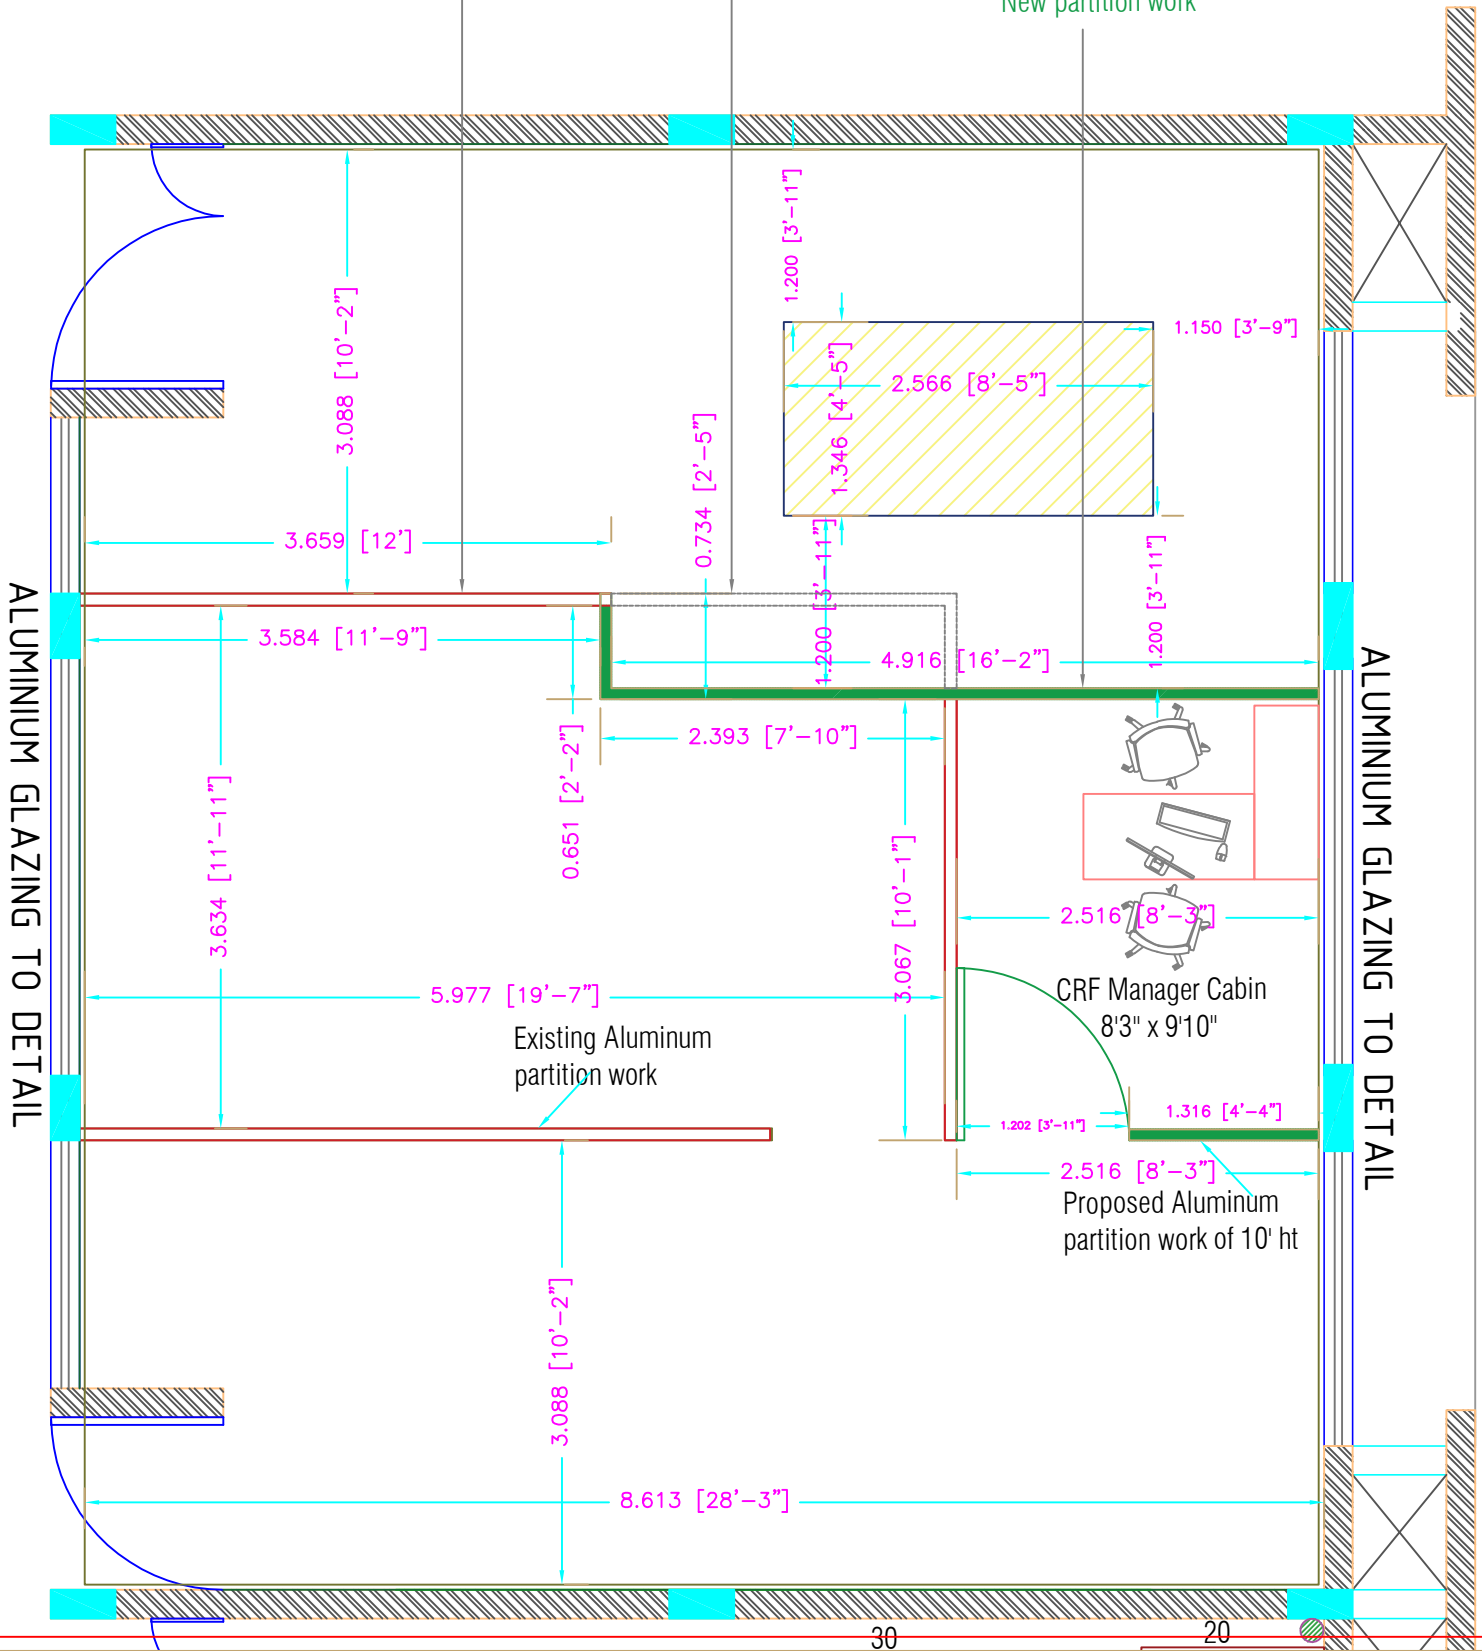 New partition work
1.200 [3'-11"]
3.088 [10'-2"]
1.150 [3'-9"]
2.566 [8'-5"]
1.346 [4'-5"]
0.734 [2'-5"]
3.659 [12']
1.200 [3'-11"]
1.200 [3'-11"]
3.584 [11'-9"]
4.916 [16'-2"]
2.393 [7'-10"]
0.651 [2'-2"]
3.634 [11'-11"]
3.067 [10'-1"]
2.516 [8'-3"]
ALUMINIUM GLAZING TO DETAIL
ALUMINIUM GLAZING TO DETAIL
5.977 [19'-7"]
CRF Manager Cabin
8'3" x 9'10"
Existing Aluminum
partition work
1.202 [3'-11"]
1.316 [4'-4"]
2.516 [8'-3"]
Proposed Aluminum
partition work of 10' ht
3.088 [10'-2"]
8.613 [28'-3"]
30
20